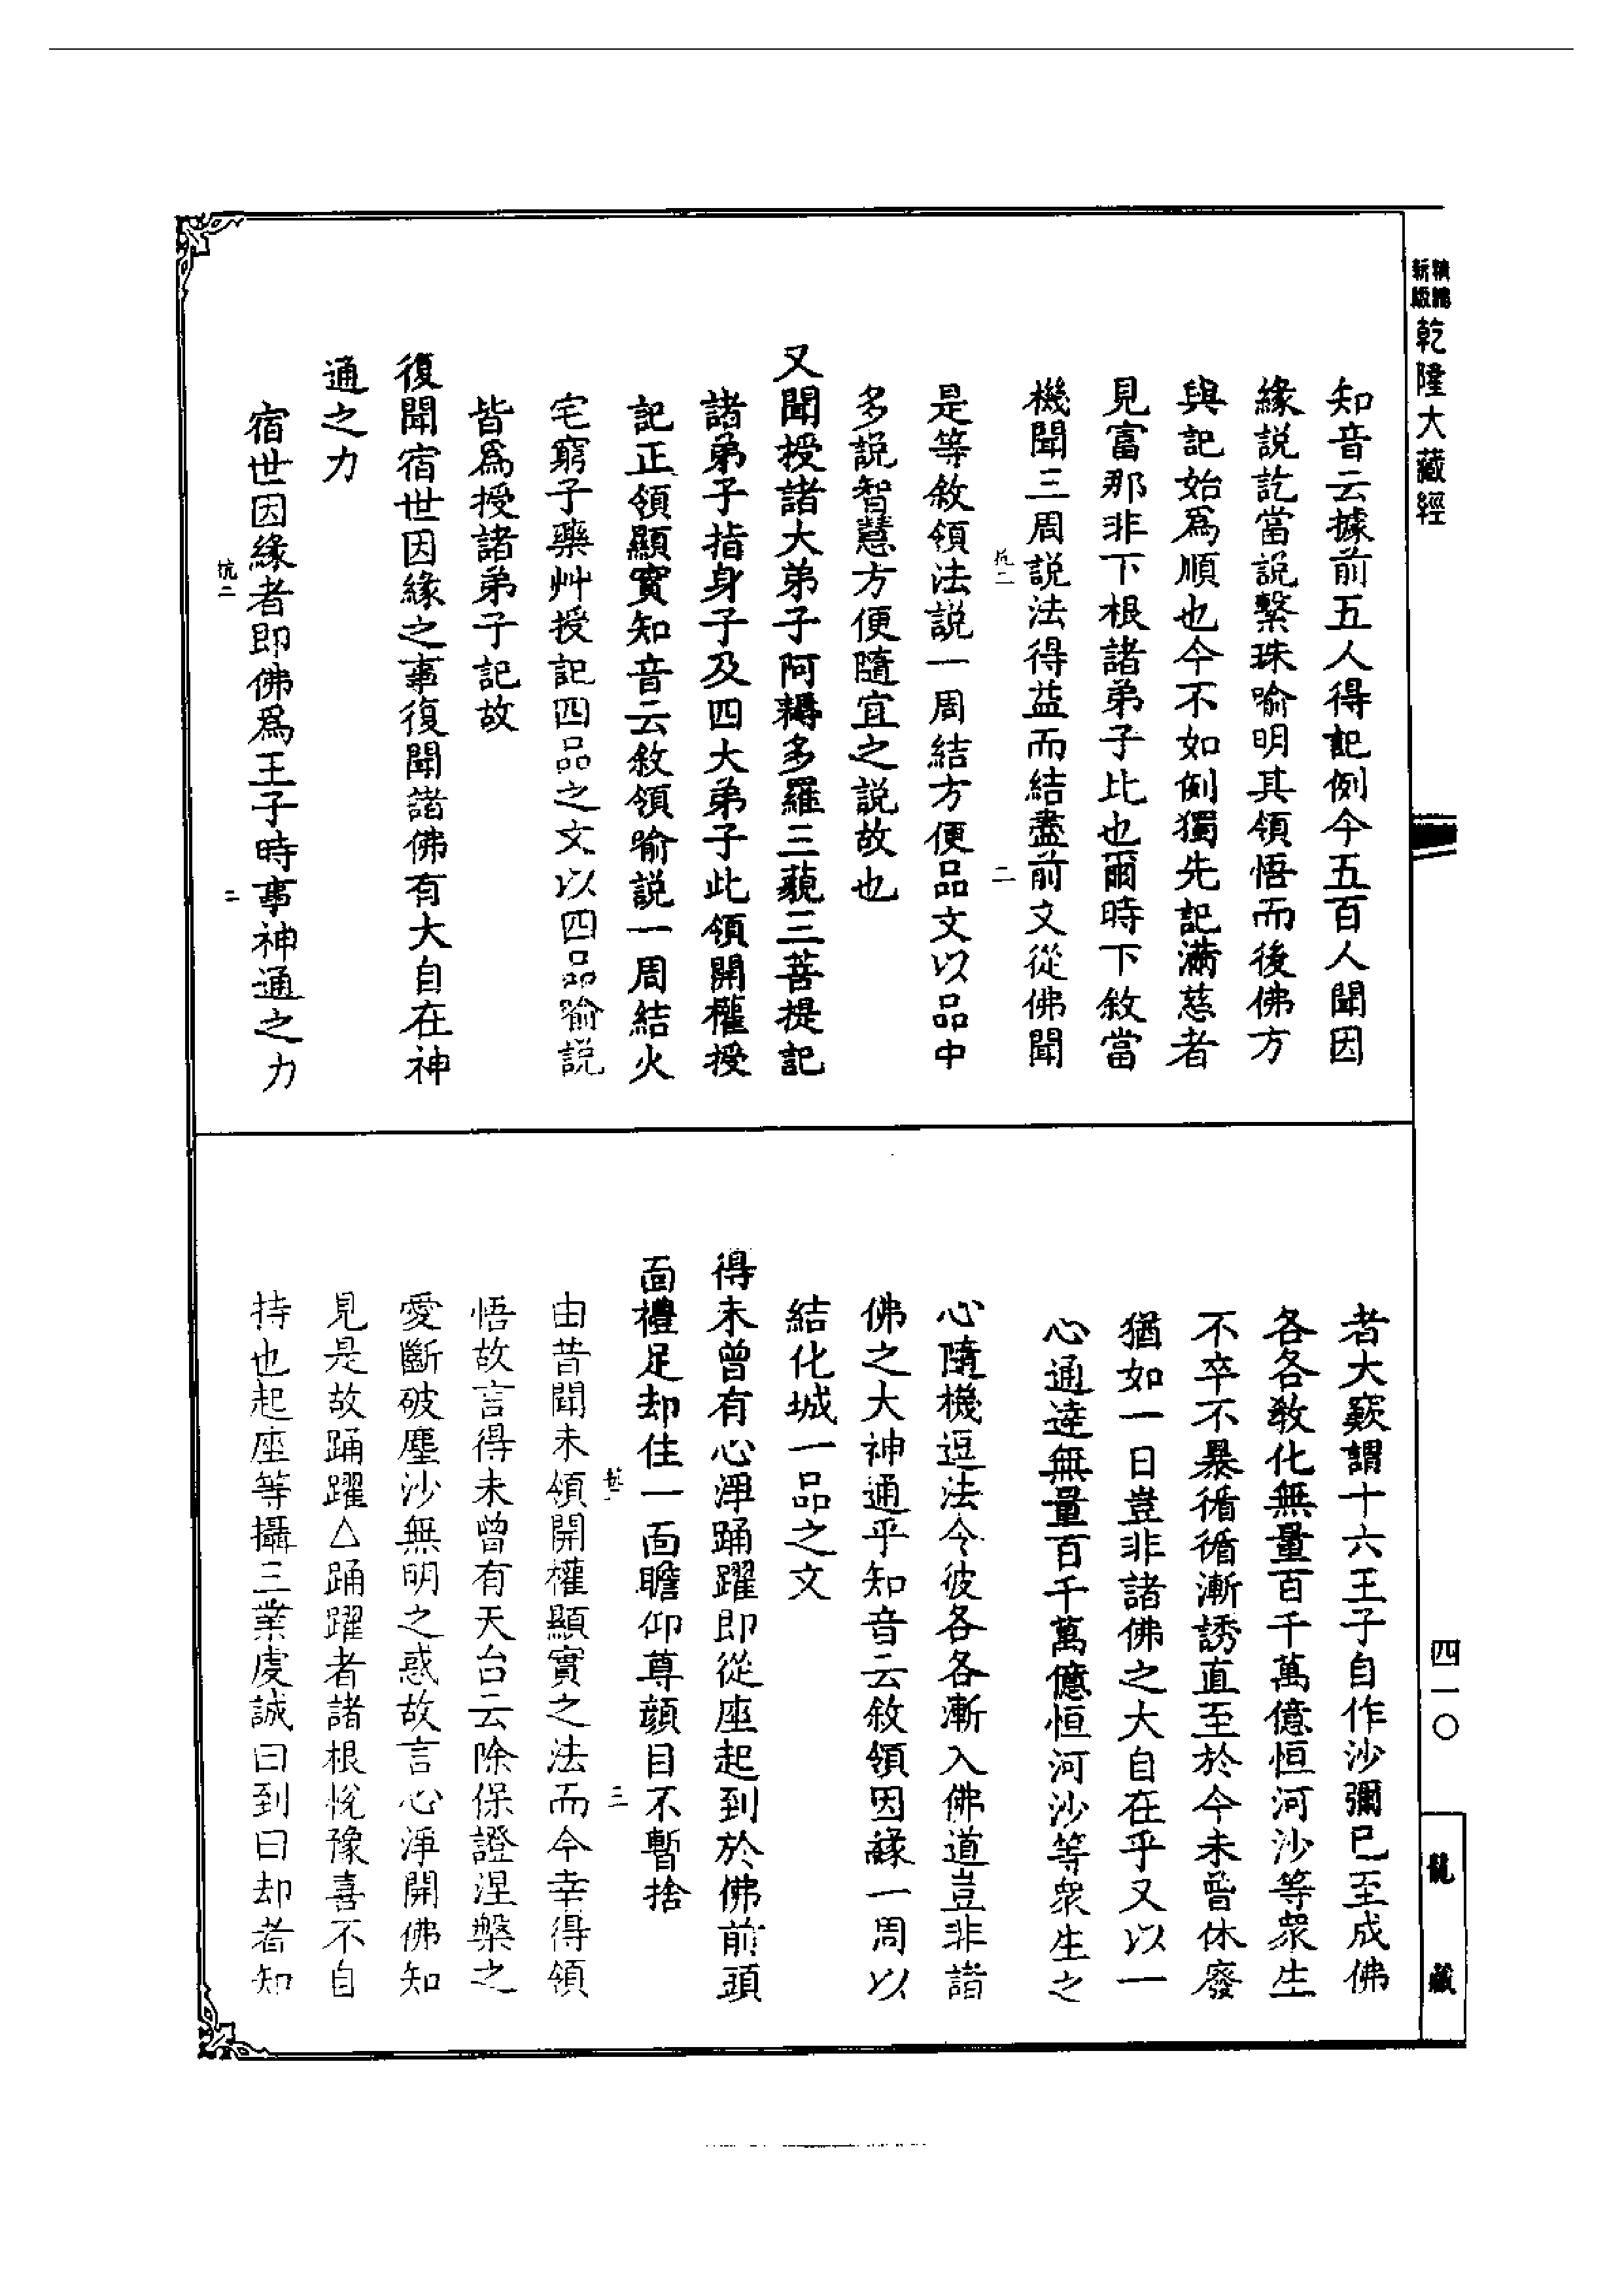 精縮
新版
乾隆大藏經
知音云據前五人得記例今五百人聞因
緣説訖當説繫珠喻明其領悟而後佛方
與記始爲順也今不如例獨先記滿慈者
見富那非下根諸弟子比也爾時下敘當
機聞三周説法得益而結盡前文從佛聞
二
是等敘領法説一周結方便品文以品中
多説智慧方便隨宜之説故也
又聞授諸大弟子阿耨多羅三藐三菩提記
諸弟子指身子及四大弟子此領開權授
記正領顯實知音云敘領喻説一周結火
宅窮子藥艸授記四品之文以四品喻説
皆爲授諸弟子記故
復聞宿世因緣之事復聞諸佛有大自在神
通之力
宿世因緣者即佛爲王子時事神通之力
二
者大窾謂十六王子自作沙彌已至成佛
各各敎化無量百千萬億恒河沙等衆生
不卒不暴循循漸誘直至於今未曾休廢
猶如一日豈非諸佛之大自在乎又以一
心通達無量百千萬億恒河沙等衆生之
心隨機逗法令彼各各漸入佛道豈非諸
佛之大神通乎知音云敘領因緣一周以
結化城一品之文
得未曾有心淨踊躍即從座起到於佛前頭
面禮足却住一面瞻仰尊顔目不暫捨
三
由昔聞未領開權顯實之法而今幸得領
悟故言得未曾有天台云除保證涅槃之
愛斷破塵沙無明之惑故言心淨開佛知
見是故踊躍△踊躍者諸根悅豫喜不自
持也起座等攝三業虔誠曰到曰却者知
四一〇
龍藏